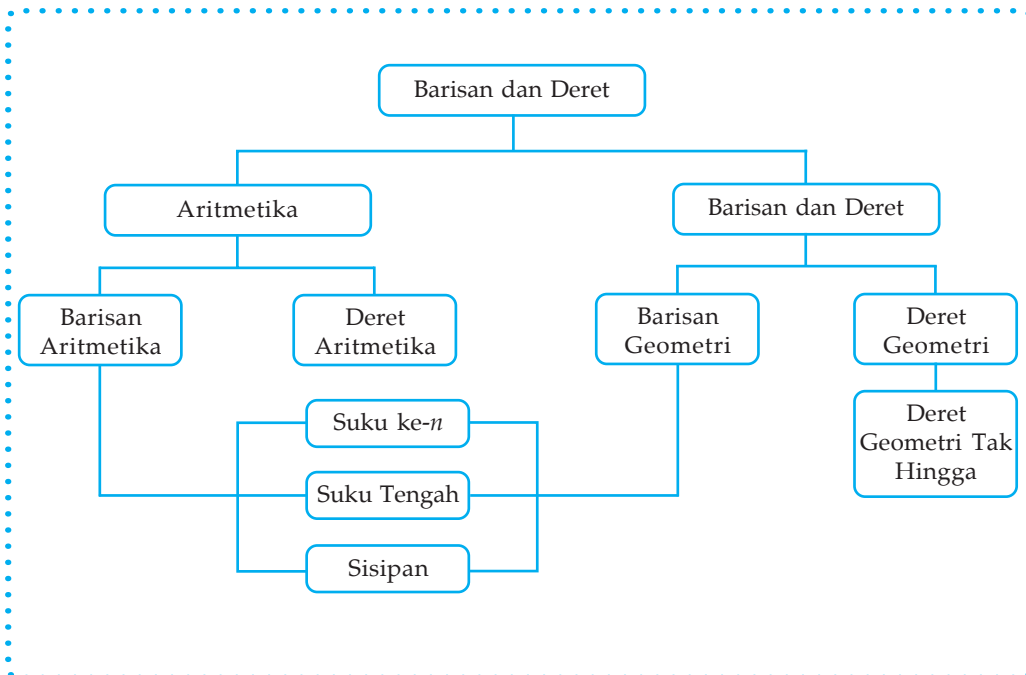 Barisan dan Deret
Aritmetika
Barisan dan Deret
Barisan
Aritmetika
Deret
Aritmetika
Barisan
Geometri
Deret
Geometri
Suku ke-n
Suku Tengah
Sisipan
Deret
Geometri Tak
Hingga